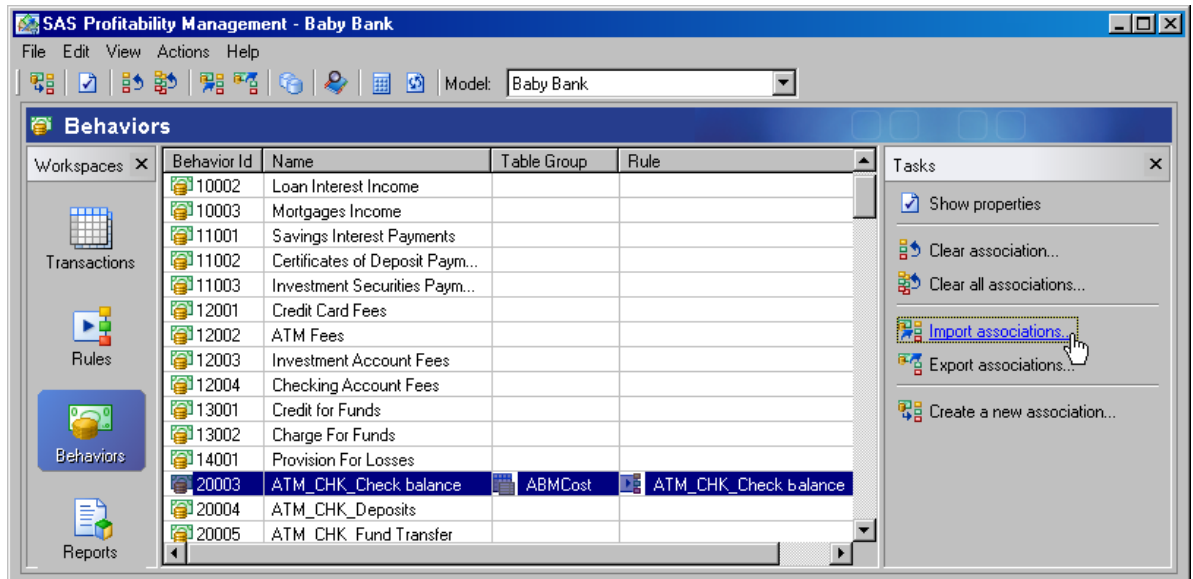 SAS Profitability Management - Baby Bank
File Edit View Actions Help
Model: Baby Bank
Behaviors
Workspaces
Transactions
Rules
Behaviors
Reports
Behavior Id Name Table Group Rule
10002 Loan Interest Income
10003 Mortgages Income
11001 Savings Interest Payments
11002 Certificates of Deposit Paym...
11003 Investment Securities Paym...
12001 Credit Card Fees
12002 ATM Fees
12003 Investment Account Fees
12004 Checking Account Fees
13001 Credit for Funds
13002 Charge For Funds
14001 Provision For Losses
20003 ATM_CHK_Check balance ABMCost ATM_CHK_Check balance
20004 ATM_CHK_Deposits
20005 ATM_CHK_Fund Transfer
Tasks
Show properties
Clear association...
Clear all associations...
Import associations...
Export associations...
Create a new association...